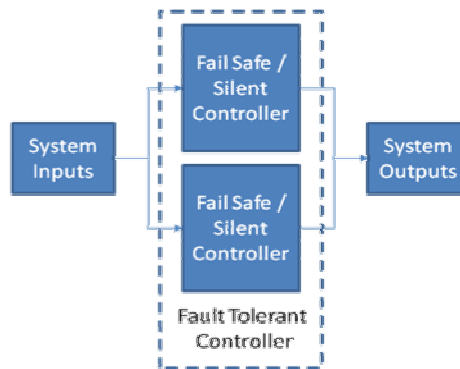 Fail Safe /
Silent
Controller
System
Inputs
System
Outputs
Fail Safe /
Silent
Controller
Fault Tolerant
Controller